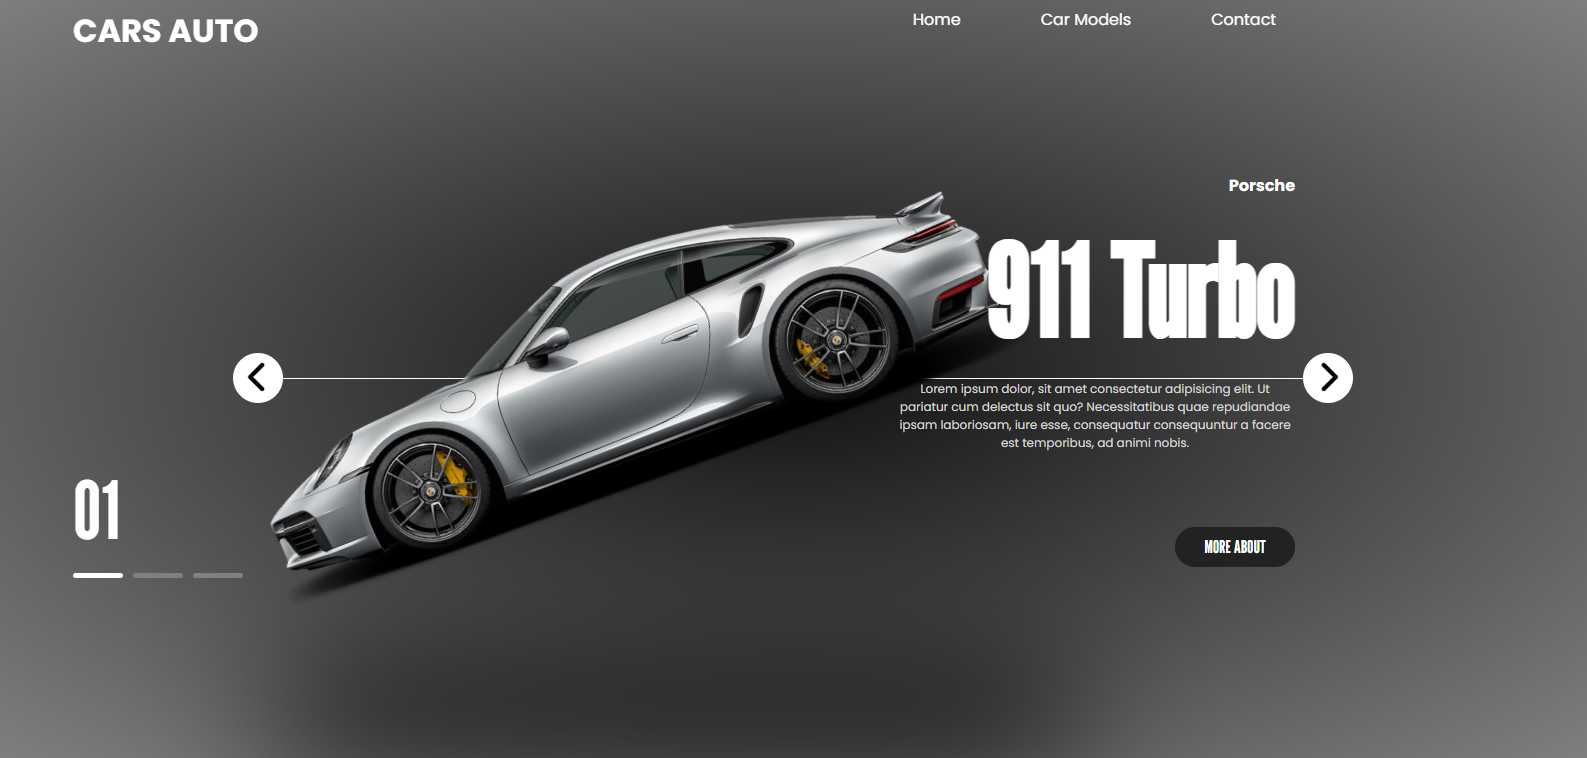 CARS AUTO
Home
Car Models
Contact
Porsche
911 Turbo
Lorem ipsum dolor, sit amet consectetur adipisicing elit. Ut
pariatur cum delectus sit quo? Necessitatibus quae repudiandae
ipsam laboriosam, iure esse, consequatur consequuntur a facere
est temporibus, ad animi nobis.
01
MORE ABOUT